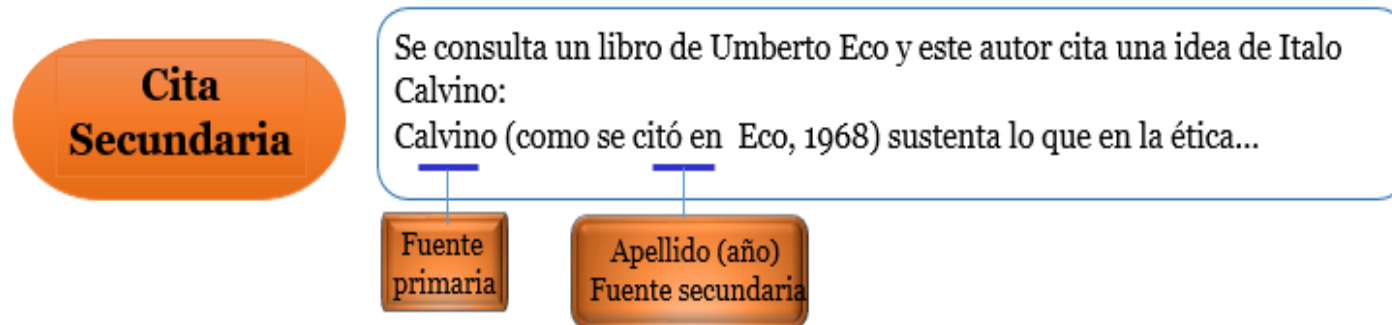 Cita
Secundaria
Se consulta un libro de Umberto Eco y este autor cita una idea de Italo
Calvino:
Calvino (como se citó en Eco, 1968) sustenta lo que en la ética...
Fuente
primaria
Apellido (año)
Fuente secundaria